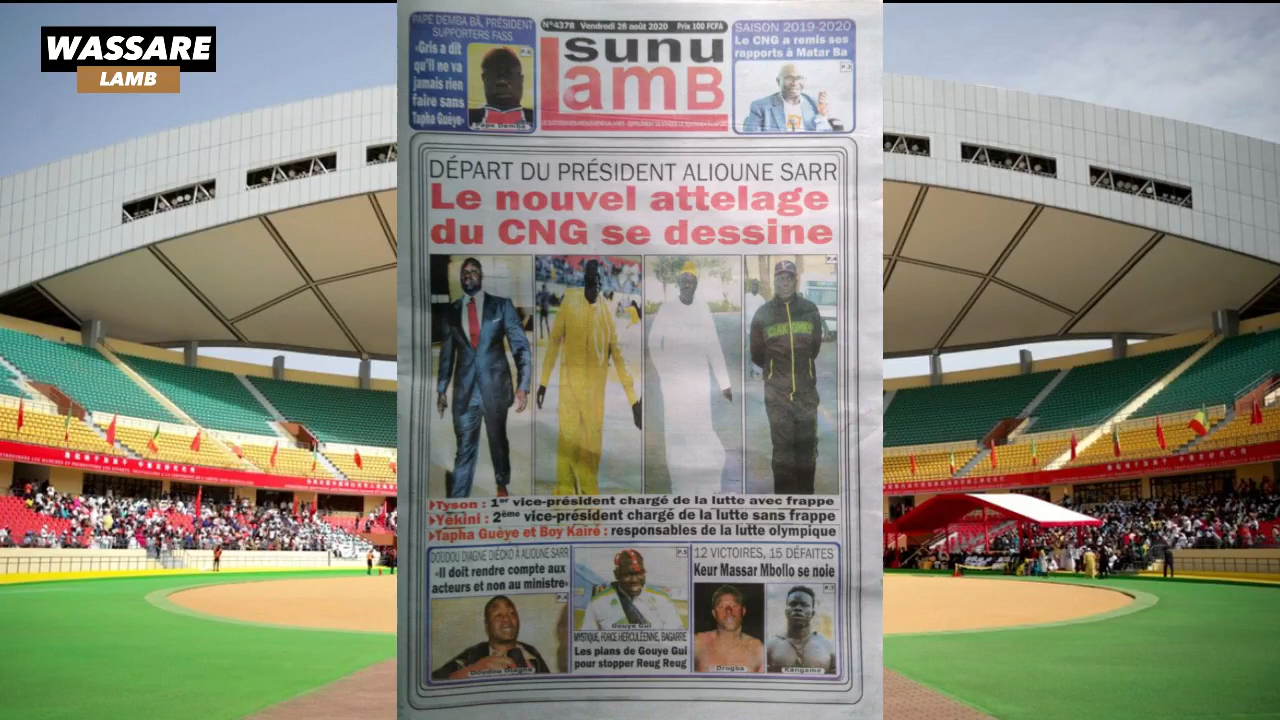 WASSARE
LAMB
PAPE DEMBA BÂ, PRÉSIDENT
SUPPORTERS FASS
«Gris a dit
qu'il ne va
jamais rien
faire sans
Tapha Guèye»
Pape Demba
N°4378 Vendredi 28 août 2020 Prix 100 FCFA
sunu
lamb
SAISON 2019-2020
Le CNG a remis ses
rapports à Matar Ba
DÉPART DU PRÉSIDENT ALIOUNE SARR
Le nouvel attelage
du CNG se dessine
Tyson : 1er vice-président chargé de la lutte avec frappe
Yékini : 2ème vice-président chargé de la lutte sans frappe
Tapha Guèye et Boy Kaïré : responsables de la lutte olympique
DOUDOU DIAGNE DIÉCKO À ALIOUNE SARR
«Il doit rendre compte aux
acteurs et non au ministre»
Doudou Diagne
P.5
Gouye Gui
MYSTIQUE, FORCE HERCULÉENNE, BAGARRE
Les plans de Gouye Gui
pour stopper Reug Reug
12 VICTOIRES, 15 DÉFAITES
Keur Massar Mbollo se noie
P.7
Drogba
Kangame